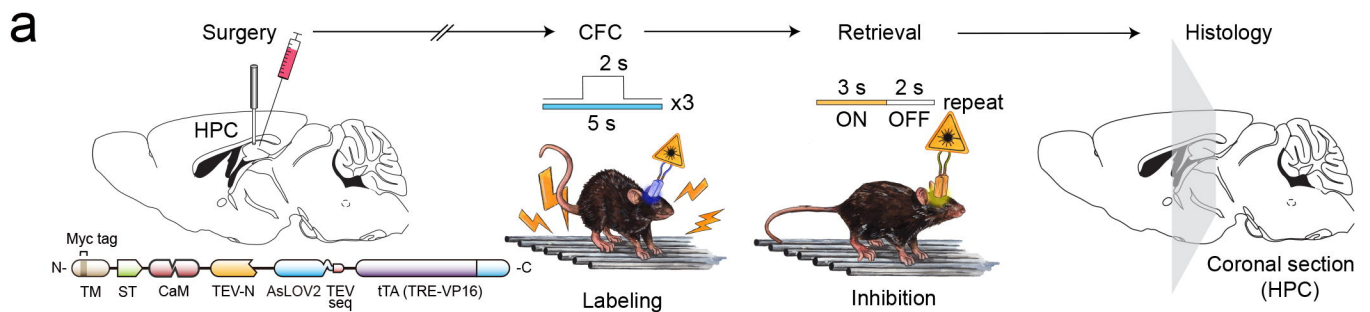 a
Surgery
CFC
Retrieval
Histology
HPC
2 s
x3
5 s
3 s
2 s
ON
OFF
repeat
Myc tag
N-
-C
TM
ST
CaM
TEV-N
AsLOV2
TEV
seq
tTA (TRE-VP16)
Labeling
Inhibition
Coronal section
(HPC)